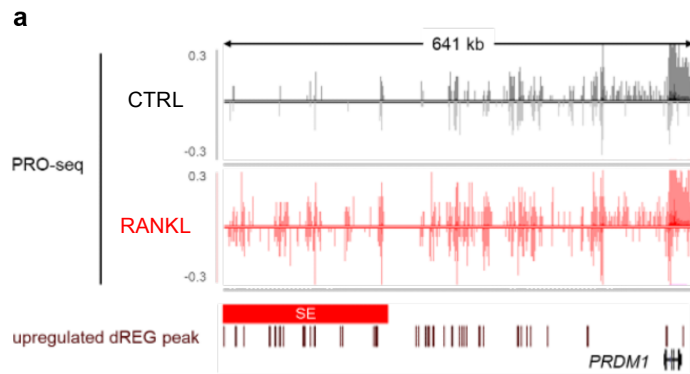 a
641 kb
0.3
CTRL
-0.3
PRO-seq
0.3
RANKL
-0.3
SE
upregulated dREG peak
PRDM1